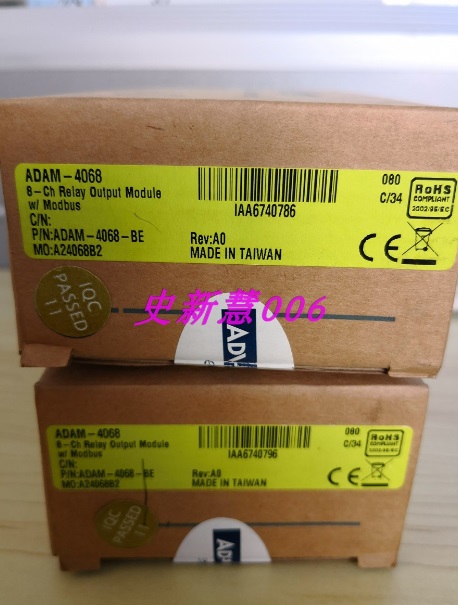 ADAM-4068
8-Ch Relay Output Module
w/ Modbus
C/N:
P/N:ADAM-4068-BE
MO:A24068B2
IAA6740786
Rev:A0
MADE IN TAIWAN
080
C/34
RoHS
COMPLIANT
2002/95/EC
CE
IQC
PASSED
11
史新慧006
ADV
ADAM-4068
8-Ch Relay Output Module
w/ Modbus
C/N:
P/N:ADAM-4068-BE
MO:A24068B2
IAA6740796
Rev:A0
MADE IN TAIWAN
080
C/34
RoHS
COMPLIANT
2002/95/EC
CE
IQC
PASSED
11
ADV